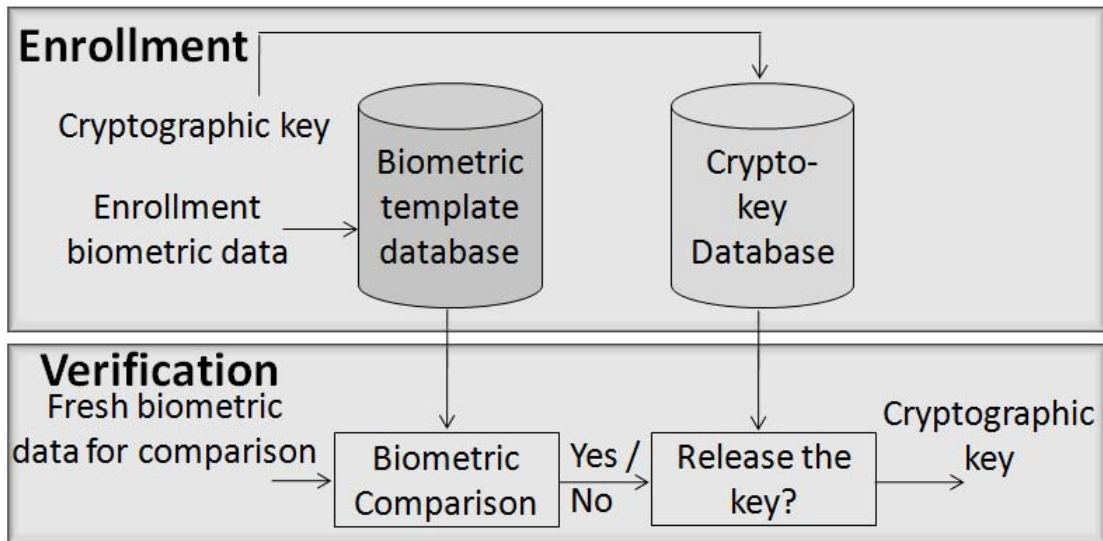 Enrollment
Cryptographic key
Enrollment
biometric data
Biometric
template
database
Crypto-
key
Database
Verification
Fresh biometric
data for comparison
Biometric
Comparison
Yes /
No
Release the
key?
Cryptographic
key